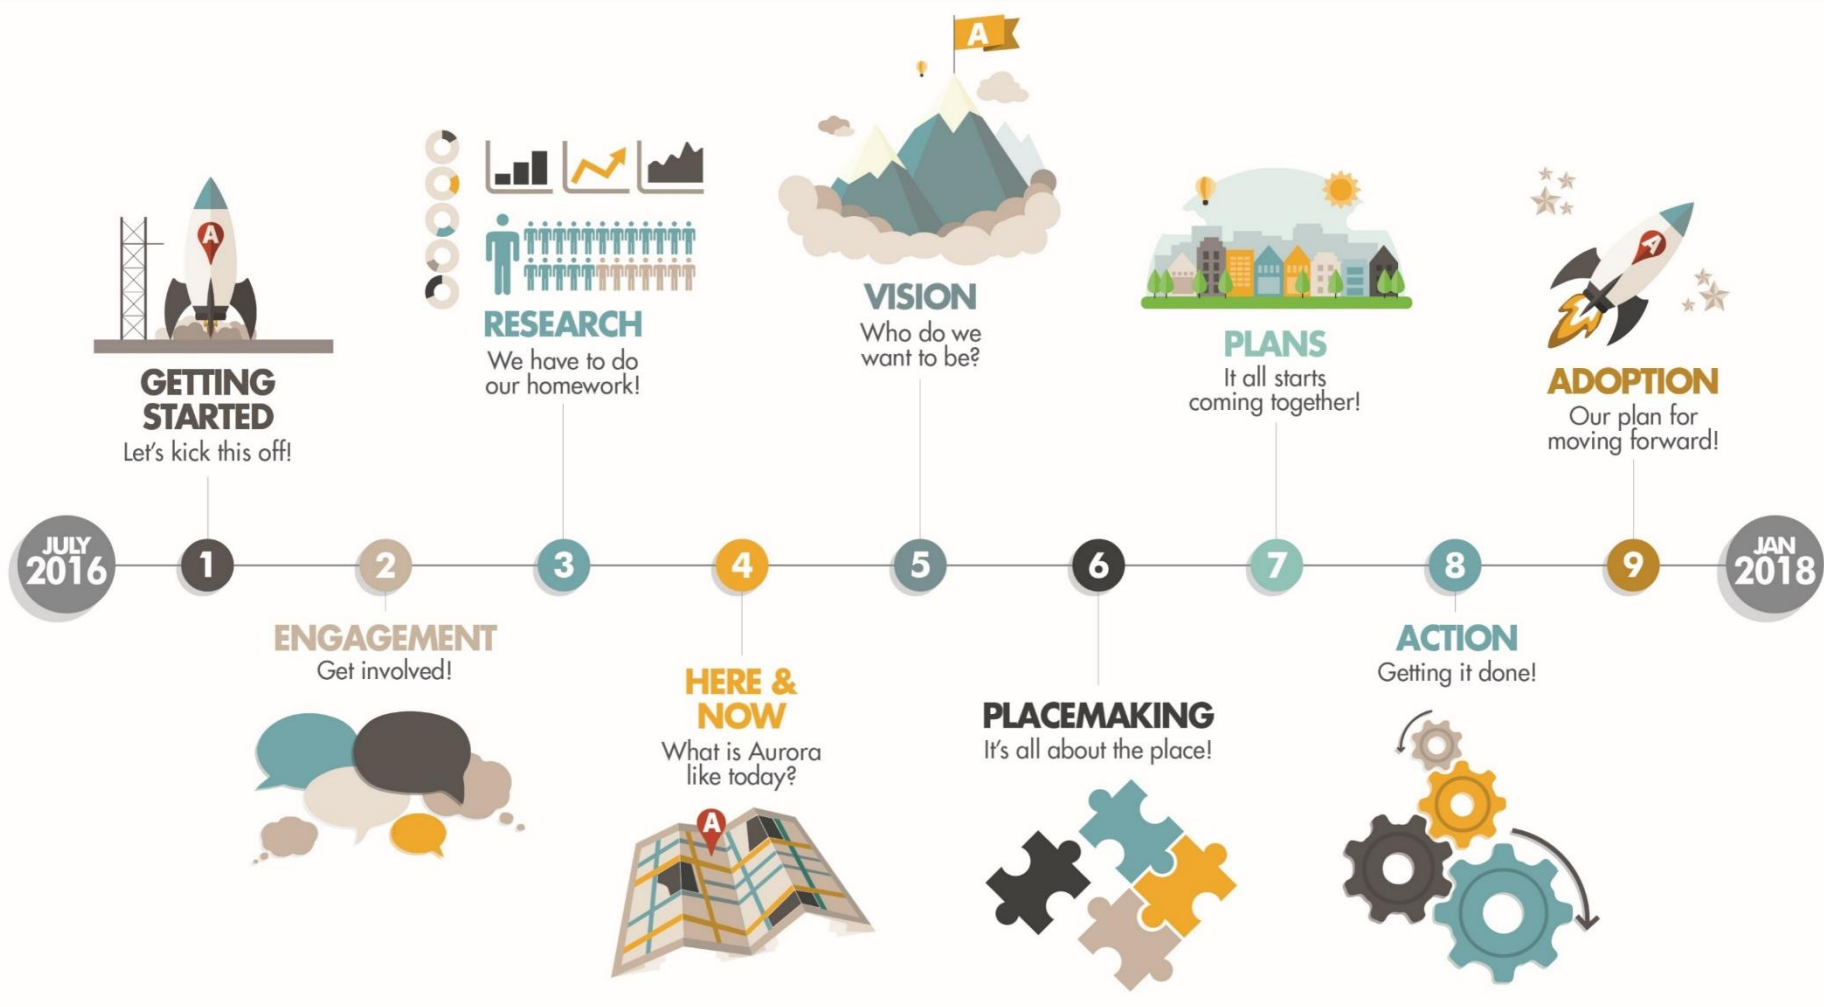 JULY
2016
A
GETTING
STARTED
Let's kick this off!
1
2
ENGAGEMENT
Get involved!
RESEARCH
We have to do
our homework!
3
4
HERE &
NOW
What is Aurora
like today?
A
A
VISION
Who do we
want to be?
5
6
PLACEMAKING
It's all about the place!
PLANS
It all starts
coming together!
7
8
ACTION
Getting it done!
A
ADOPTION
Our plan for
moving forward!
9
JAN
2018